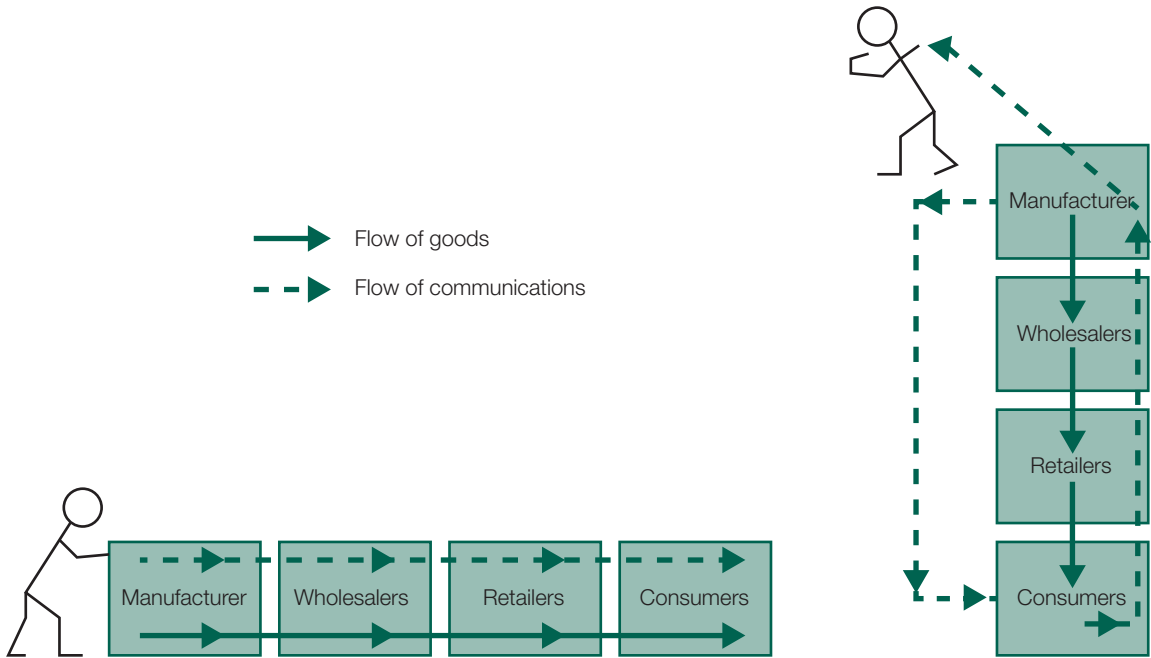 Flow of goods
Flow of communications
Manufacturer
Wholesalers
Retailers
Consumers
Manufacturer
Wholesalers
Retailers
Consumers